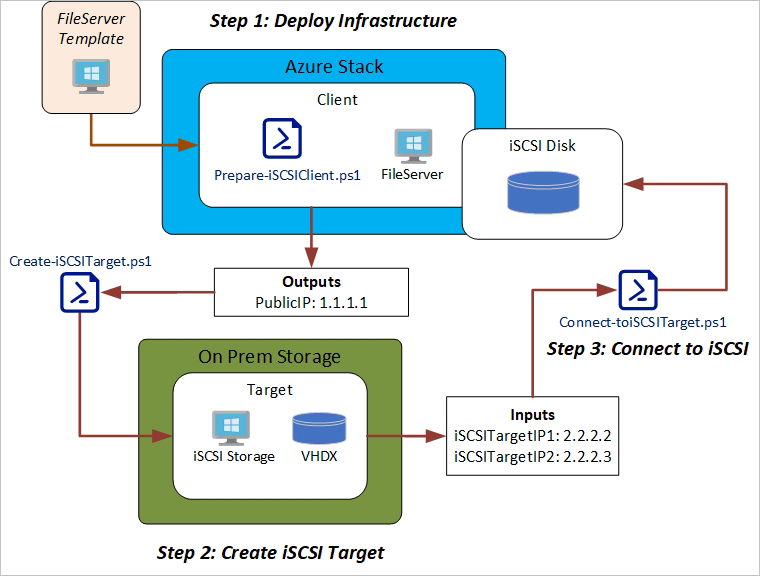 FileServer
Template
Step 1: Deploy Infrastructure
Azure Stack
Client
Prepare-iSCSIClient.ps1
FileServer
iSCSI Disk
Create-iSCSITarget.ps1
Outputs
PublicIP: 1.1.1.1
Connect-toiSCSITarget.ps1
Step 3: Connect to iSCSI
On Prem Storage
Target
iSCSI Storage
VHDX
Inputs
iSCSITargetIP1: 2.2.2.2
iSCSITargetIP2: 2.2.2.3
Step 2: Create iSCSI Target